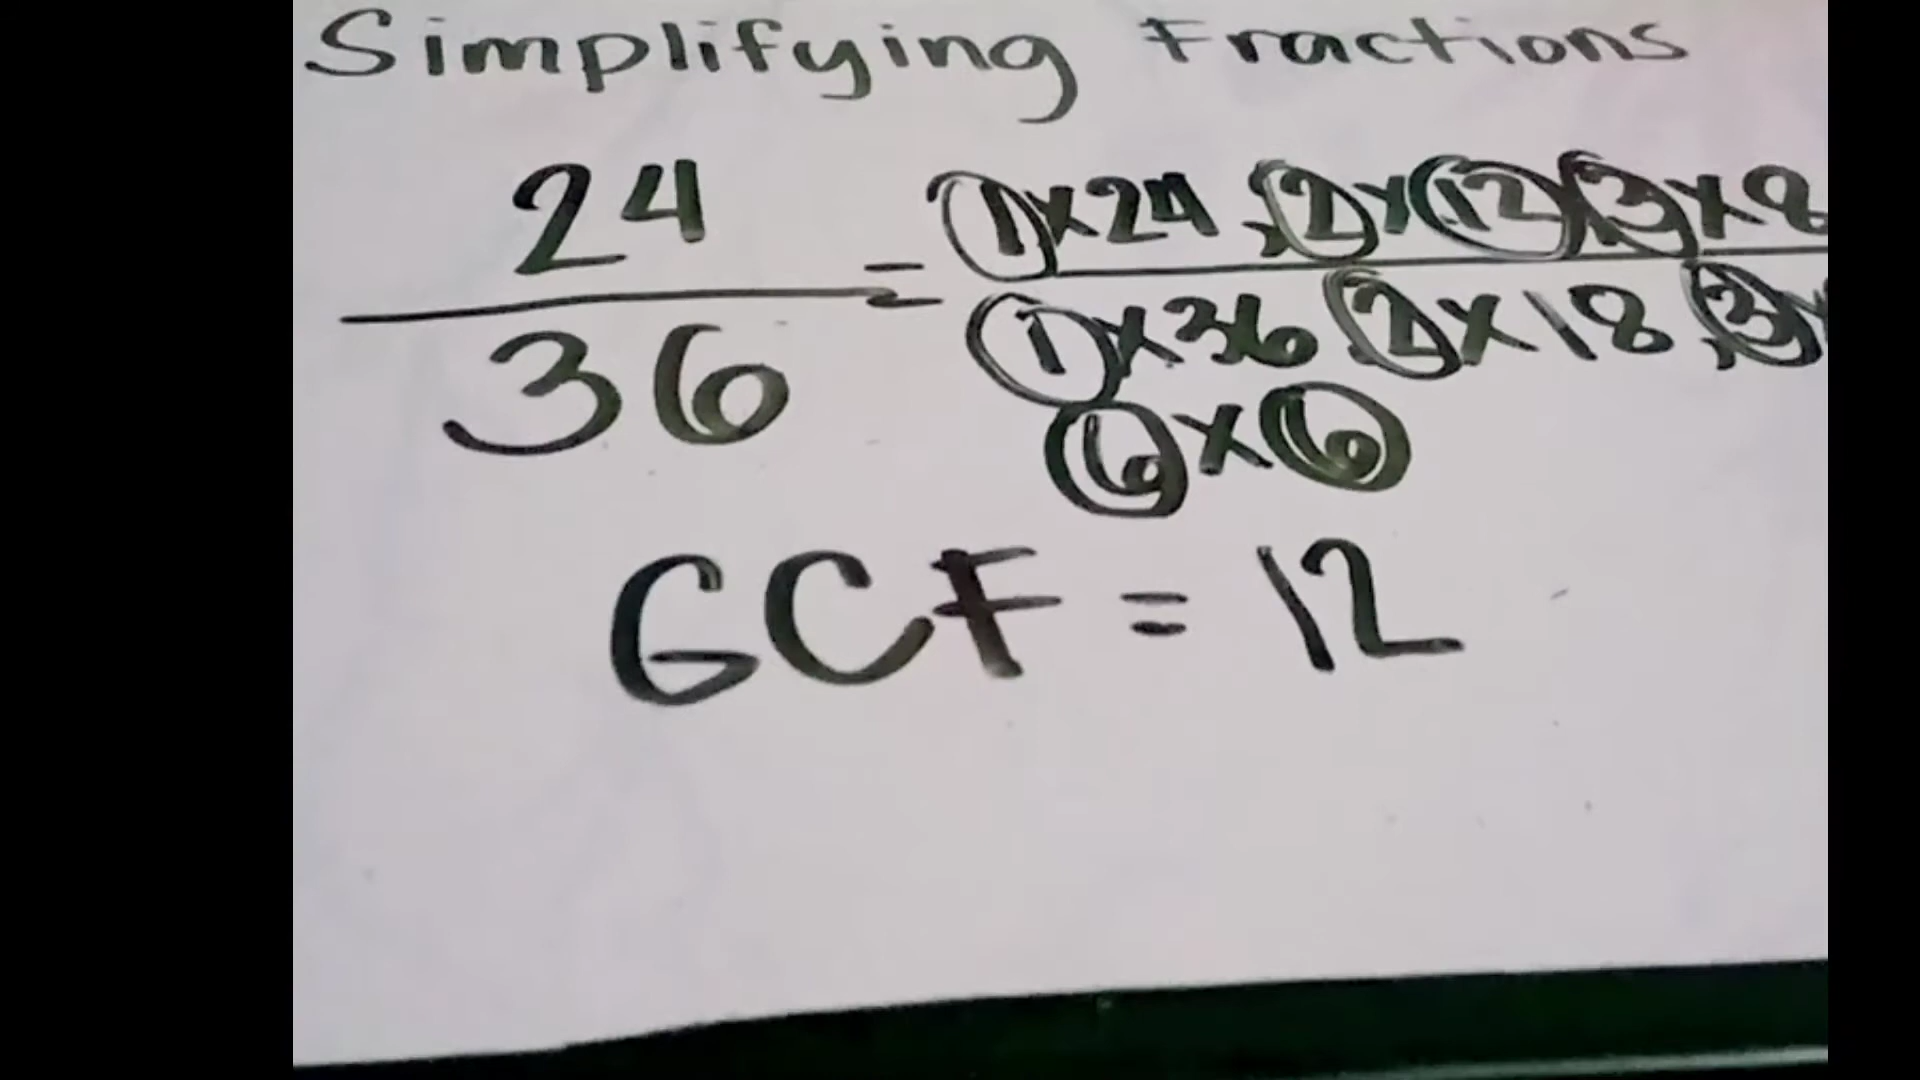 Simplifying Fractions
24 = 1x24, 2x12, 3x8
36 1x36, 2x18, 3x
6x6
GCF = 12